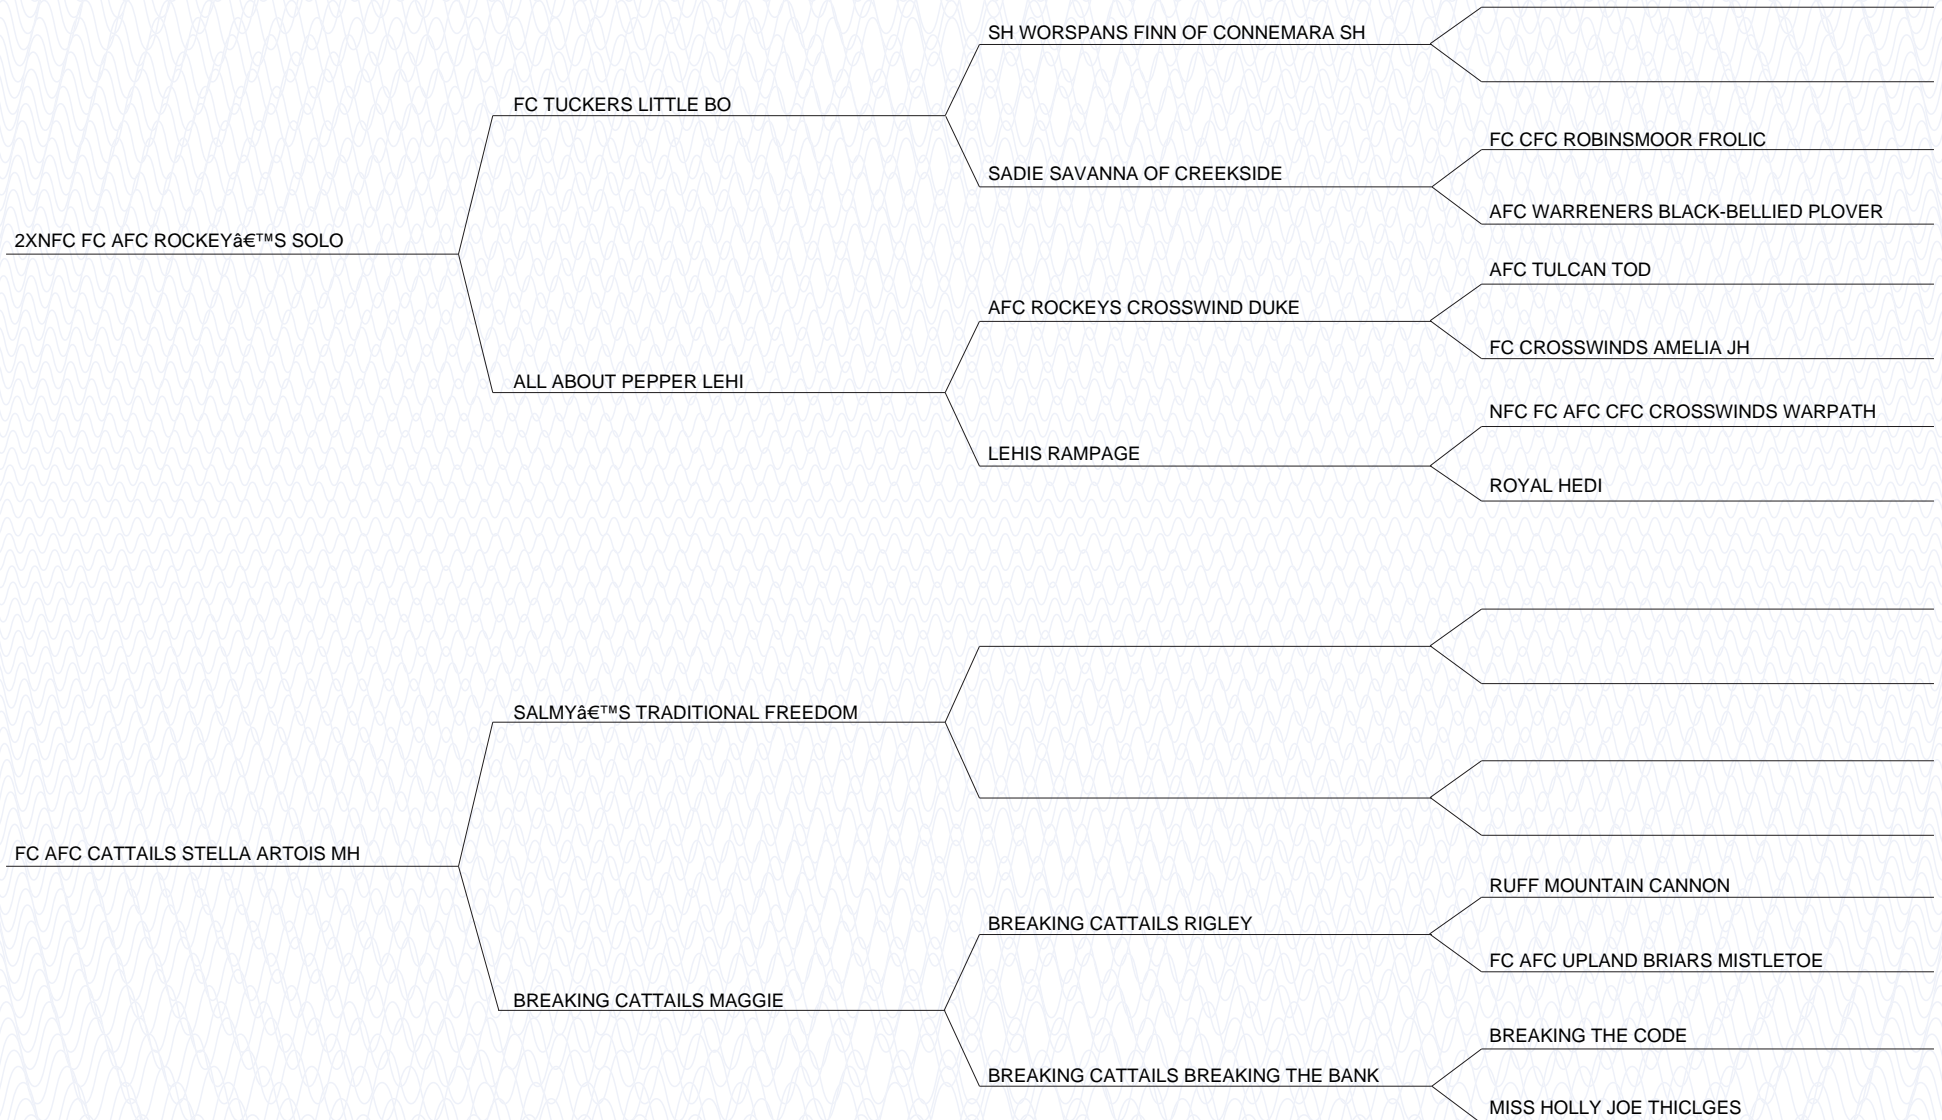 SH WORSPANS FINN OF CONNEMARA SH
FC TUCKERS LITTLE BO
FC CFC ROBINSMOOR FROLIC
SADIE SAVANNA OF CREEKSIDE
AFC WARRENERS BLACK-BELLIED PLOVER
2XNFC FC AFC ROCKEYâ€™S SOLO
AFC TULCAN TOD
AFC ROCKEYS CROSSWIND DUKE
FC CROSSWINDS AMELIA JH
ALL ABOUT PEPPER LEHI
NFC FC AFC CFC CROSSWINDS WARPATH
LEHIS RAMPAGE
ROYAL HEDI
SALMYâ€™S TRADITIONAL FREEDOM
FC AFC CATTAILS STELLA ARTOIS MH
RUFF MOUNTAIN CANNON
BREAKING CATTAILS RIGLEY
FC AFC UPLAND BRIARS MISTLETOE
BREAKING CATTAILS MAGGIE
BREAKING THE CODE
BREAKING CATTAILS BREAKING THE BANK
MISS HOLLY JOE THICLGES